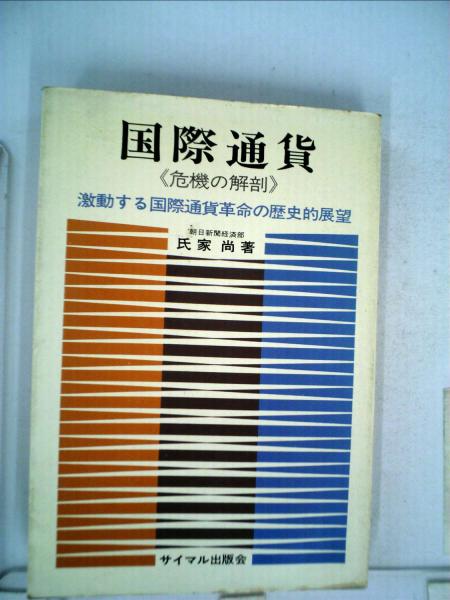 国際通貨
《危機の解剖》
激動する国際通貨革命の歴史的展望
朝日新聞経済部
氏家 尚著
サイマル出版会